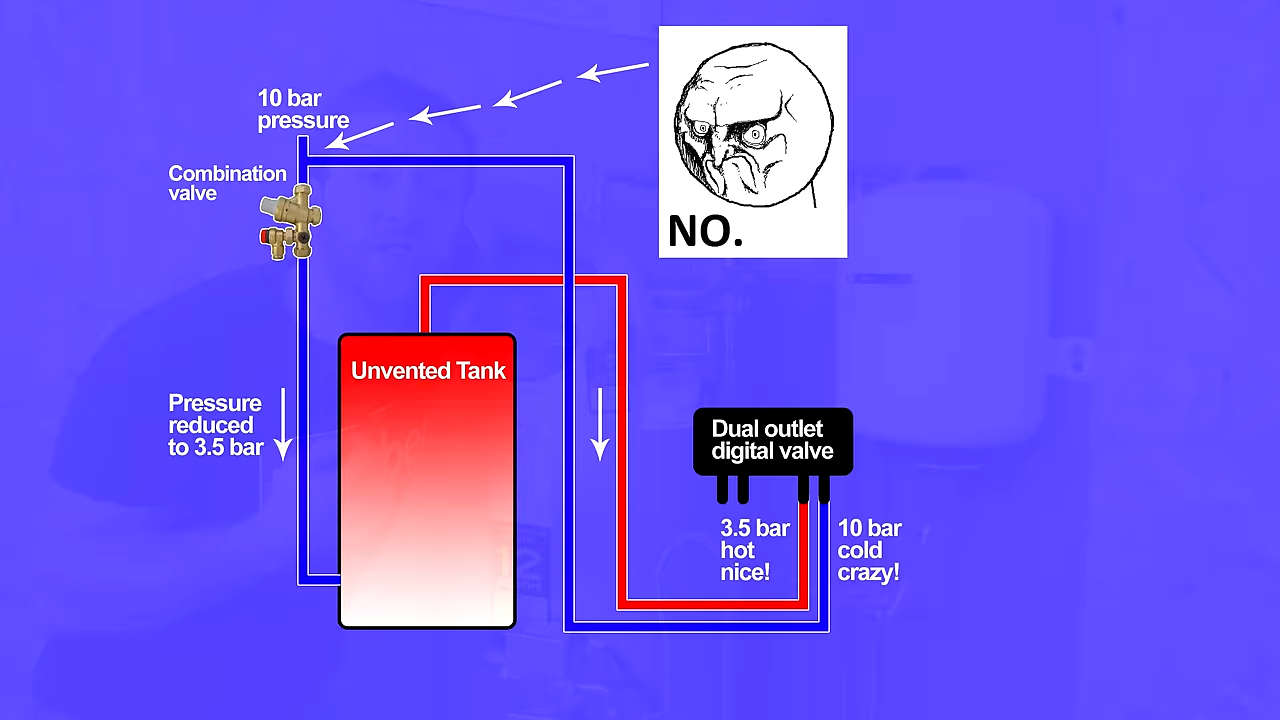 10 bar
pressure
Combination
valve
NO.
Unvented Tank
Pressure
reduced
to 3.5 bar
Dual outlet
digital valve
3.5 bar
hot
nice!
10 bar
cold
crazy!